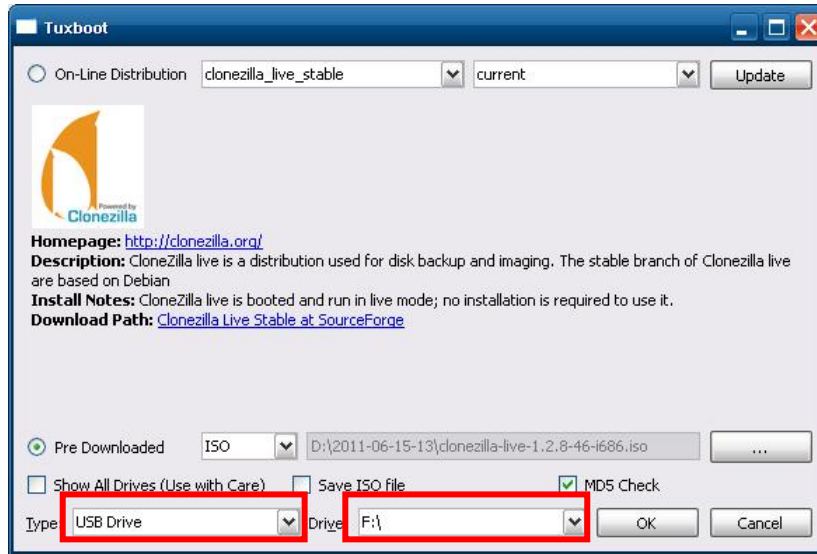 Tuxboot
On-Line Distribution clonezilla_live_stable current Update
Powered by
Clonezilla
Homepage: http://clonezilla.org/
Description: CloneZilla live is a distribution used for disk backup and imaging. The stable branch of Clonezilla live
are based on Debian
Install Notes: CloneZilla live is booted and run in live mode; no installation is required to use it.
Download Path: Clonezilla Live Stable at SourceForge
Pre Downloaded ISO D:\2011-06-15-13\clonezilla-live-1.2.8-46-i686.iso ...
Show All Drives (Use with Care) Save ISO file MD5 Check
Type USB Drive Drive F:\ OK Cancel